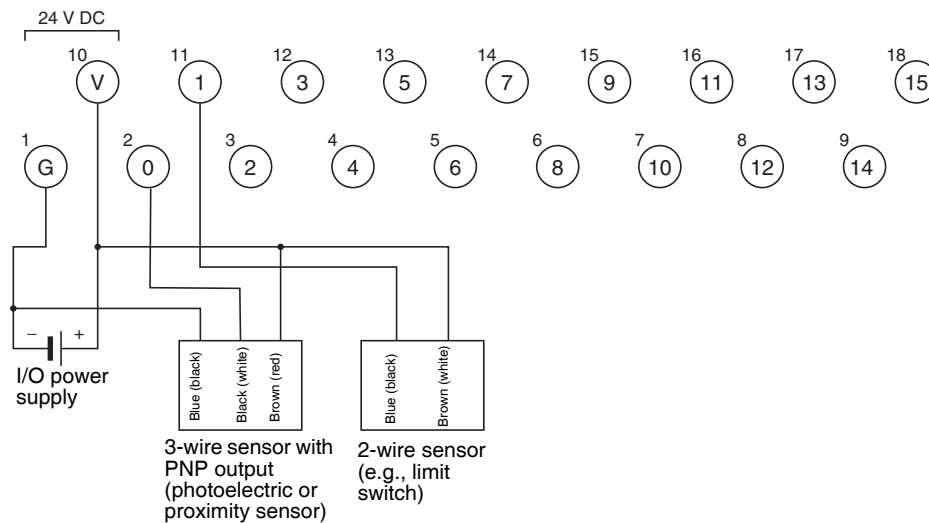 24 V DC
10 11 12 13 14 15 16 17 18
V 1 3 5 7 9 11 13 15
1 2 3 4 5 6 7 8 9
G 0 2 4 6 8 10 12 14
− +
I/O power
supply
Blue (black)
Black (white)
Brown (red)
Blue (black)
Brown (white)
3-wire sensor with
PNP output
(photoelectric or
proximity sensor)
2-wire sensor
(e.g., limit
switch)